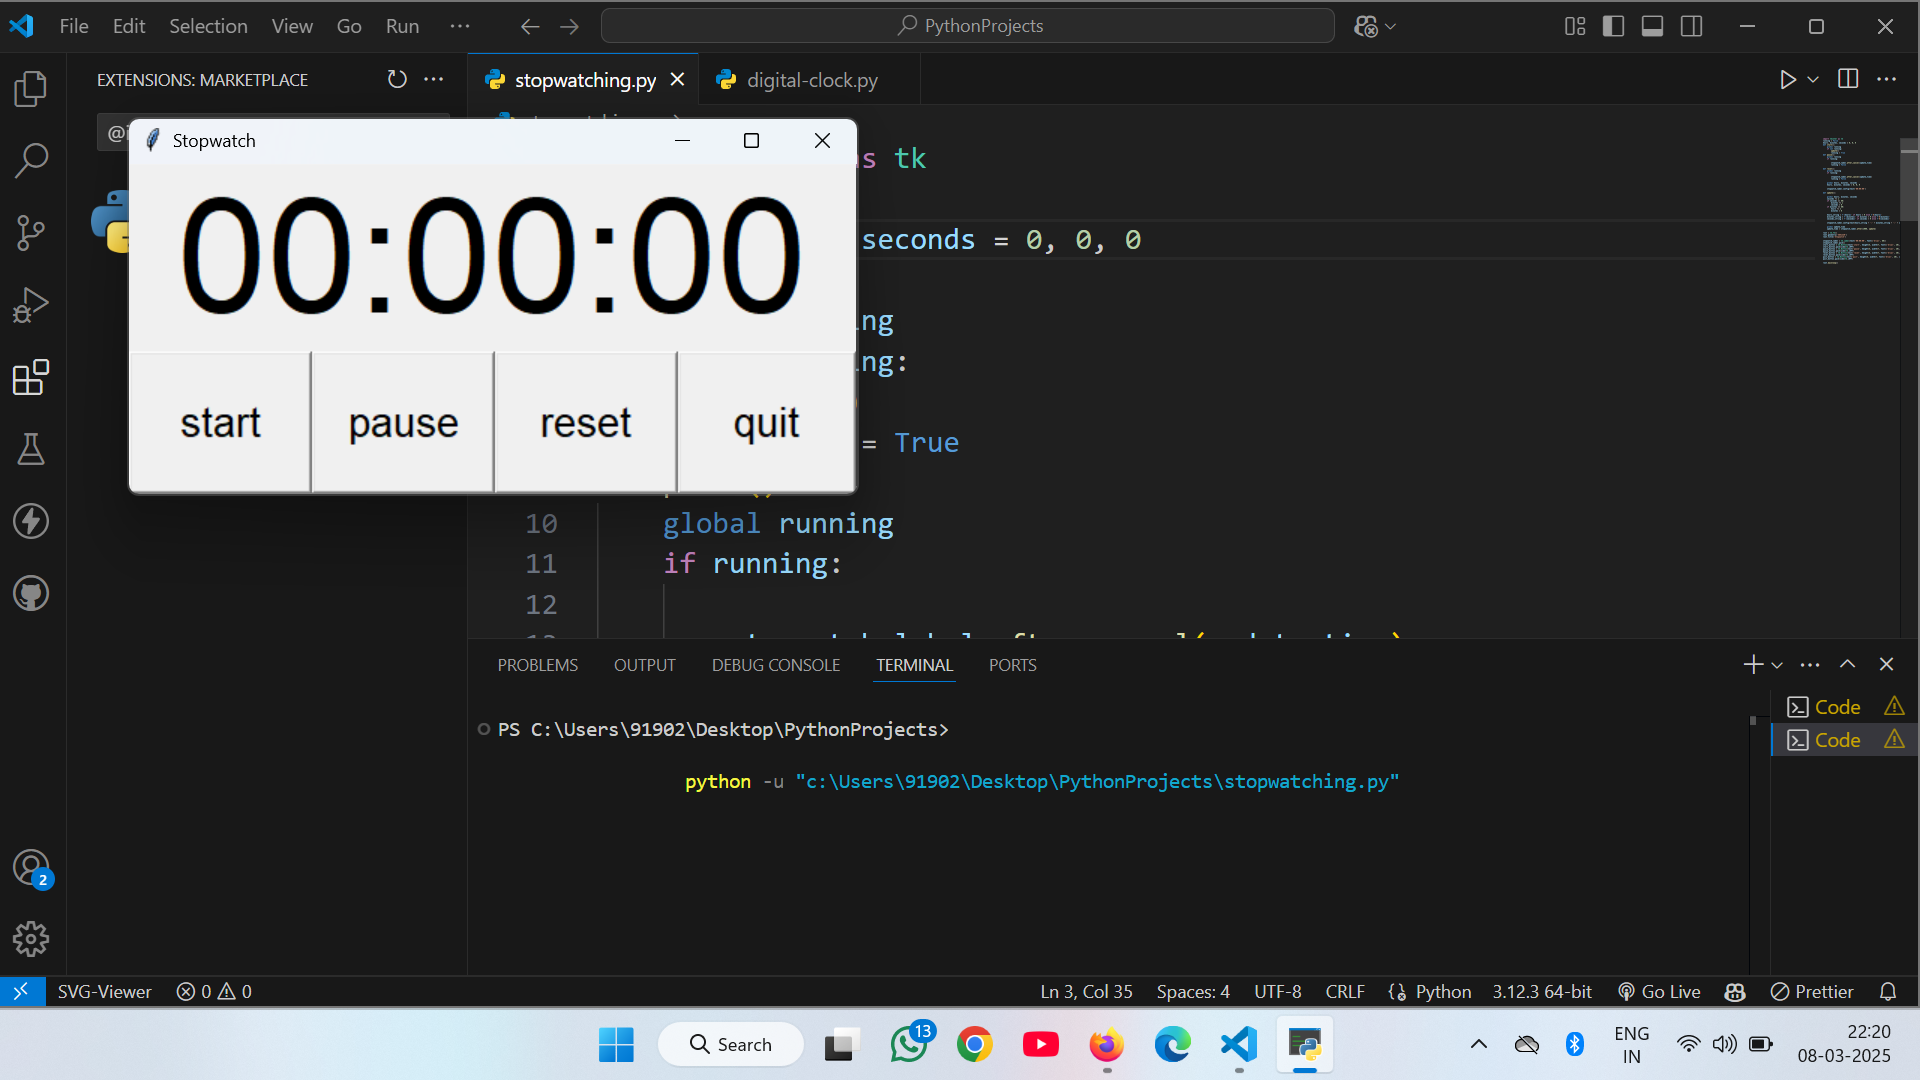 File Edit Selection View Go Run ···
PythonProjects
EXTENSIONS: MARKETPLACE
stopwatching.py
digital-clock.py
Stopwatch
00:00:00
start
pause
reset
quit
tk
seconds = 0, 0, 0
= True
10 global running
11 if running:
12
PROBLEMS OUTPUT DEBUG CONSOLE TERMINAL PORTS
PS C:\Users\91902\Desktop\PythonProjects>
python -u "c:\Users\91902\Desktop\PythonProjects\stopwatching.py"
Code
Code
2
SVG-Viewer 0 0
Ln 3, Col 35 Spaces: 4 UTF-8 CRLF Python 3.12.3 64-bit Go Live Prettier
Search
13
ENG
IN
22:20
08-03-2025